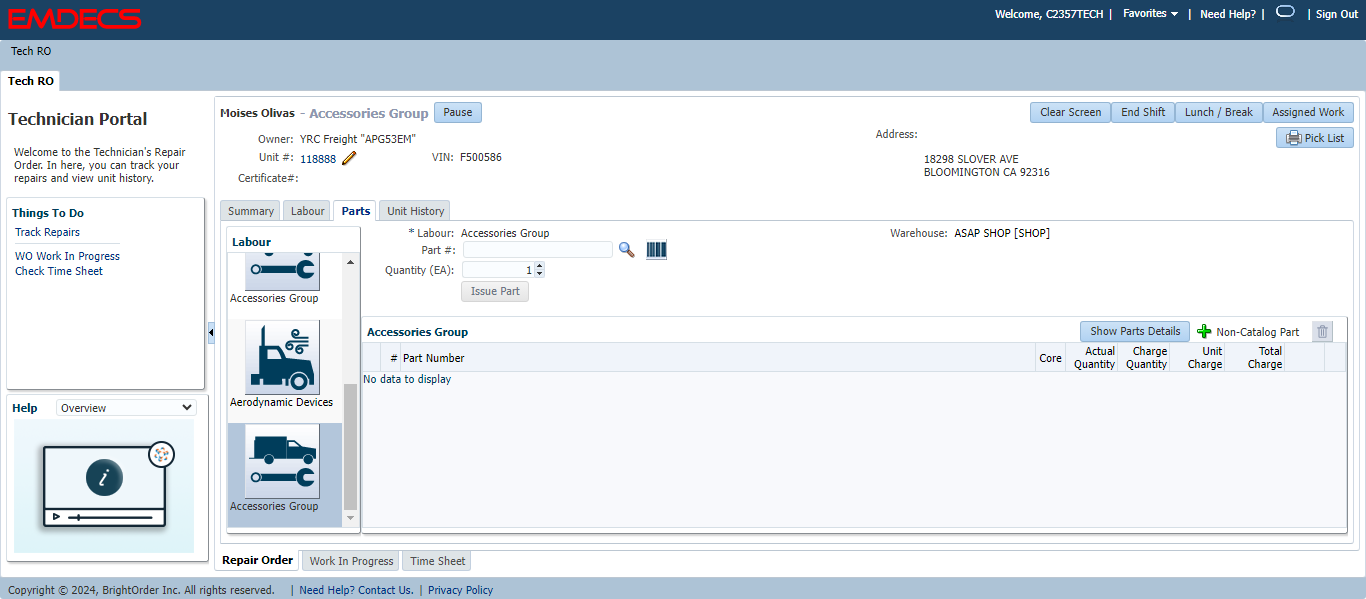 EMDECS
Welcome, C2357TECH | Favorites | Need Help? | | Sign Out
Tech RO
Tech RO
Technician Portal
Welcome to the Technician's Repair
Order. In here, you can track your
repairs and view unit history.
Things To Do
Track Repairs
WO Work In Progress
Check Time Sheet
Help Overview
i
Moises Olivas - Accessories Group Pause
Clear Screen End Shift Lunch / Break Assigned Work
Pick List
Owner: YRC Freight "APG53EM"
Unit #: 118888 VIN: F500586
Certificate#:
Address:
18298 SLOVER AVE
BLOOMINGTON CA 92316
Summary Labour Parts Unit History
Labour
Accessories Group
Aerodynamic Devices
Accessories Group
* Labour: Accessories Group
Warehouse: ASAP SHOP [SHOP]
Part #:
Quantity (EA): 1
Issue Part
Accessories Group Show Parts Details Non-Catalog Part
# Part Number Core Actual Quantity Charge Quantity Unit Charge Total Charge
No data to display
Repair Order Work In Progress Time Sheet
Copyright © 2024, BrightOrder Inc. All rights reserved. | Need Help? Contact Us. | Privacy Policy